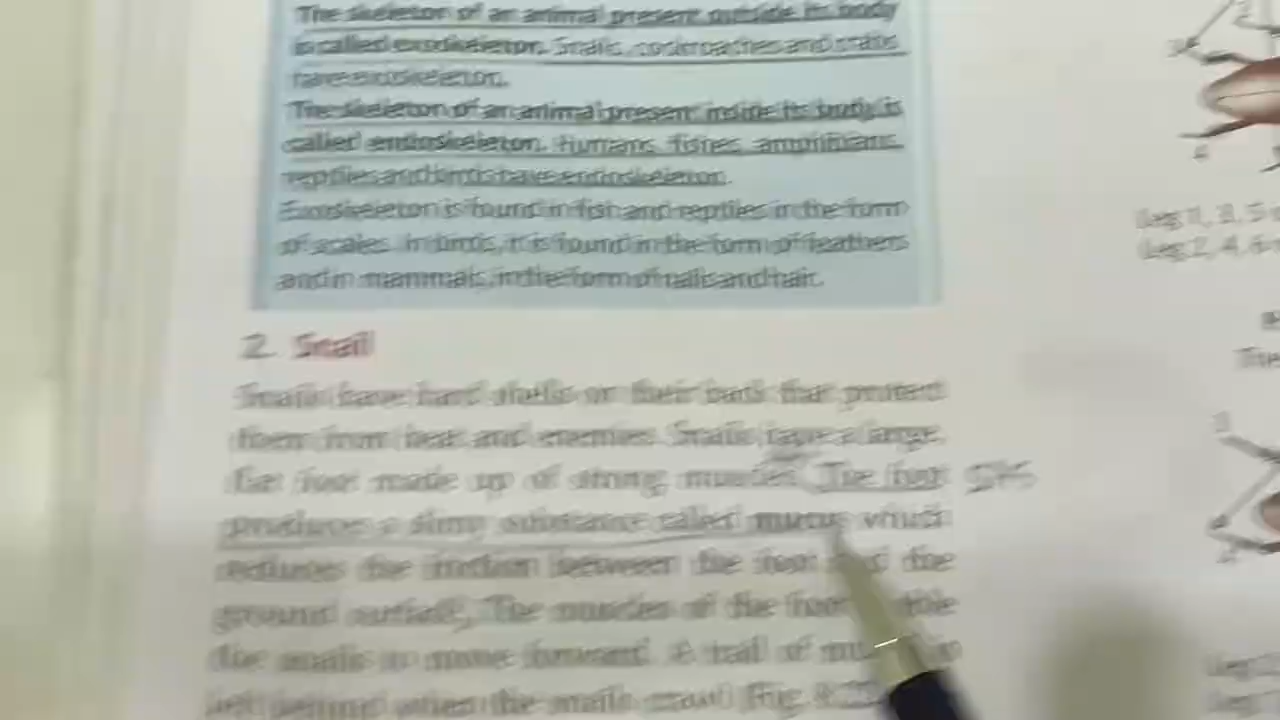 The skeleton of an animal present outside its body
is called exoskeleton. Snails, cockroaches and crabs
have exoskeleton.
The skeleton of an animal present inside its body is
called endoskeleton. Humans, fishes, amphibians,
reptiles and birds have endoskeleton.
Exoskeleton is found in fish and reptiles in the form
of scales. In birds, it is found in the form of feathers
and in mammals, in the form of nails and hair.
2. Snail
Snails have hard shells on their back that protect
them from heat and enemies. Snails have a large,
flat foot made up of strong muscles. The foot
produces a slimy substance called mucus which
reduces the friction between the foot and the
ground surface. The muscles of the foot
the snails to move forward. A trail of
left behind when the snails crawl (Fig.